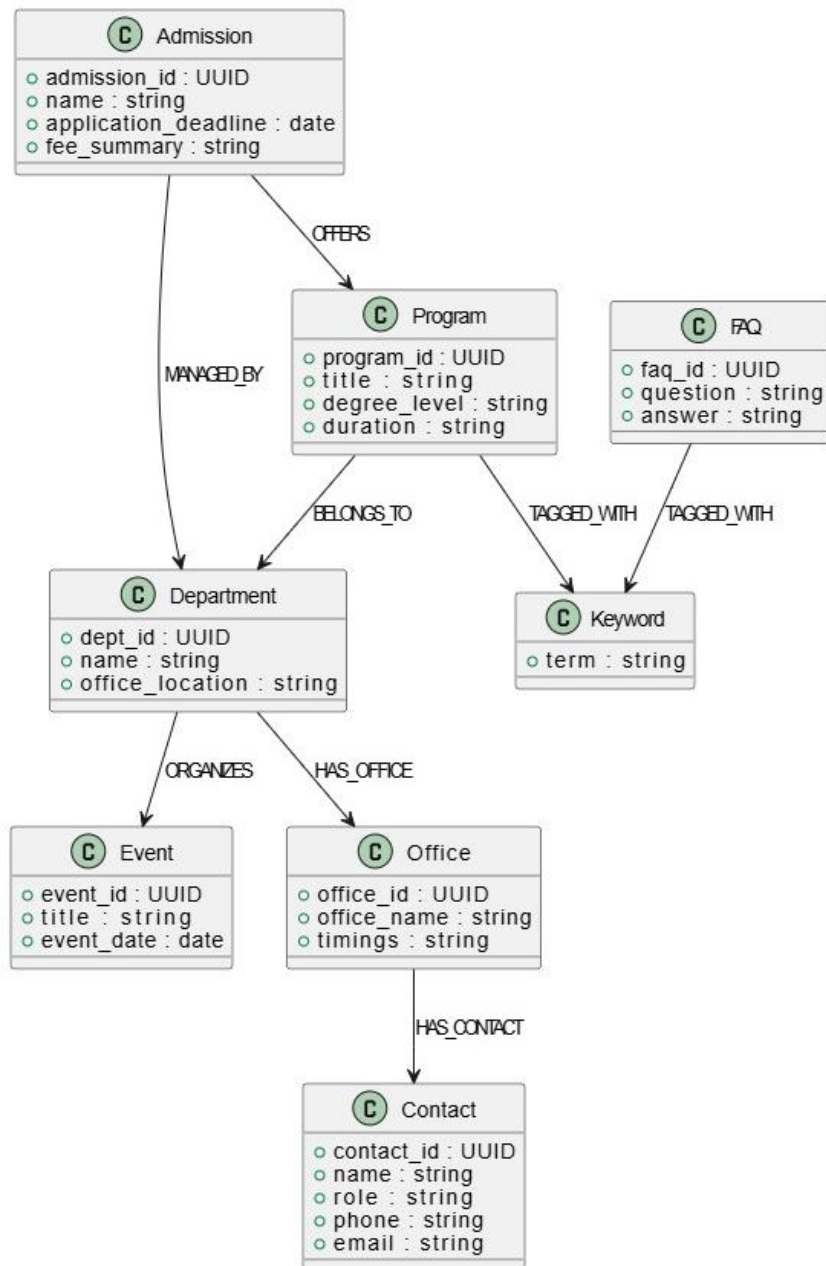 C Admission
admission_id : UUID
name : string
application_deadline : date
fee_summary : string
OFFERS
MANAGED_BY
C Program
program_id : UUID
title : string
degree_level : string
duration : string
C FAQ
faq_id : UUID
question : string
answer : string
BELONGS_TO
TAGGED_WITH
TAGGED_WITH
C Department
dept_id : UUID
name : string
office_location : string
C Keyword
term : string
ORGANIZES
HAS_OFFICE
C Event
event_id : UUID
title : string
event_date : date
C Office
office_id : UUID
office_name : string
timings : string
HAS_CONTACT
C Contact
contact_id : UUID
name : string
role : string
phone : string
email : string